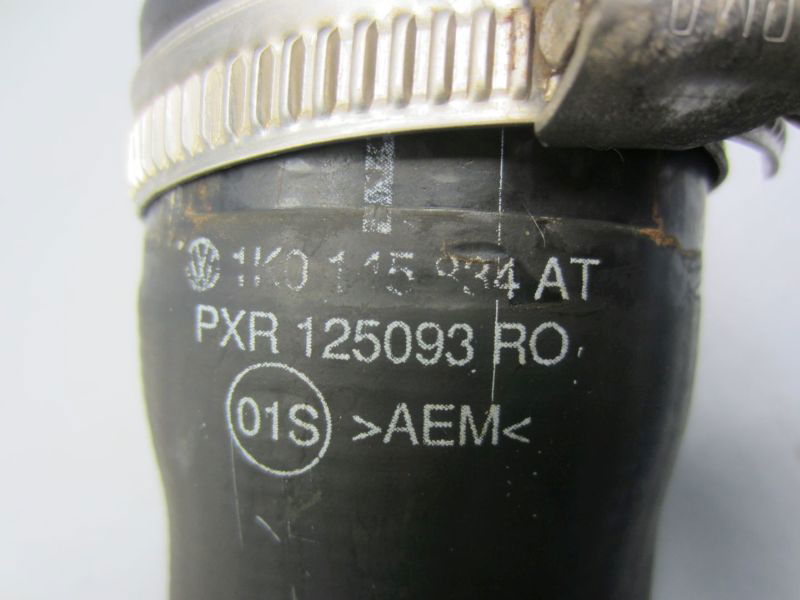 1K0 145 834 AT
PXR 125093 RO
01S >AEM<